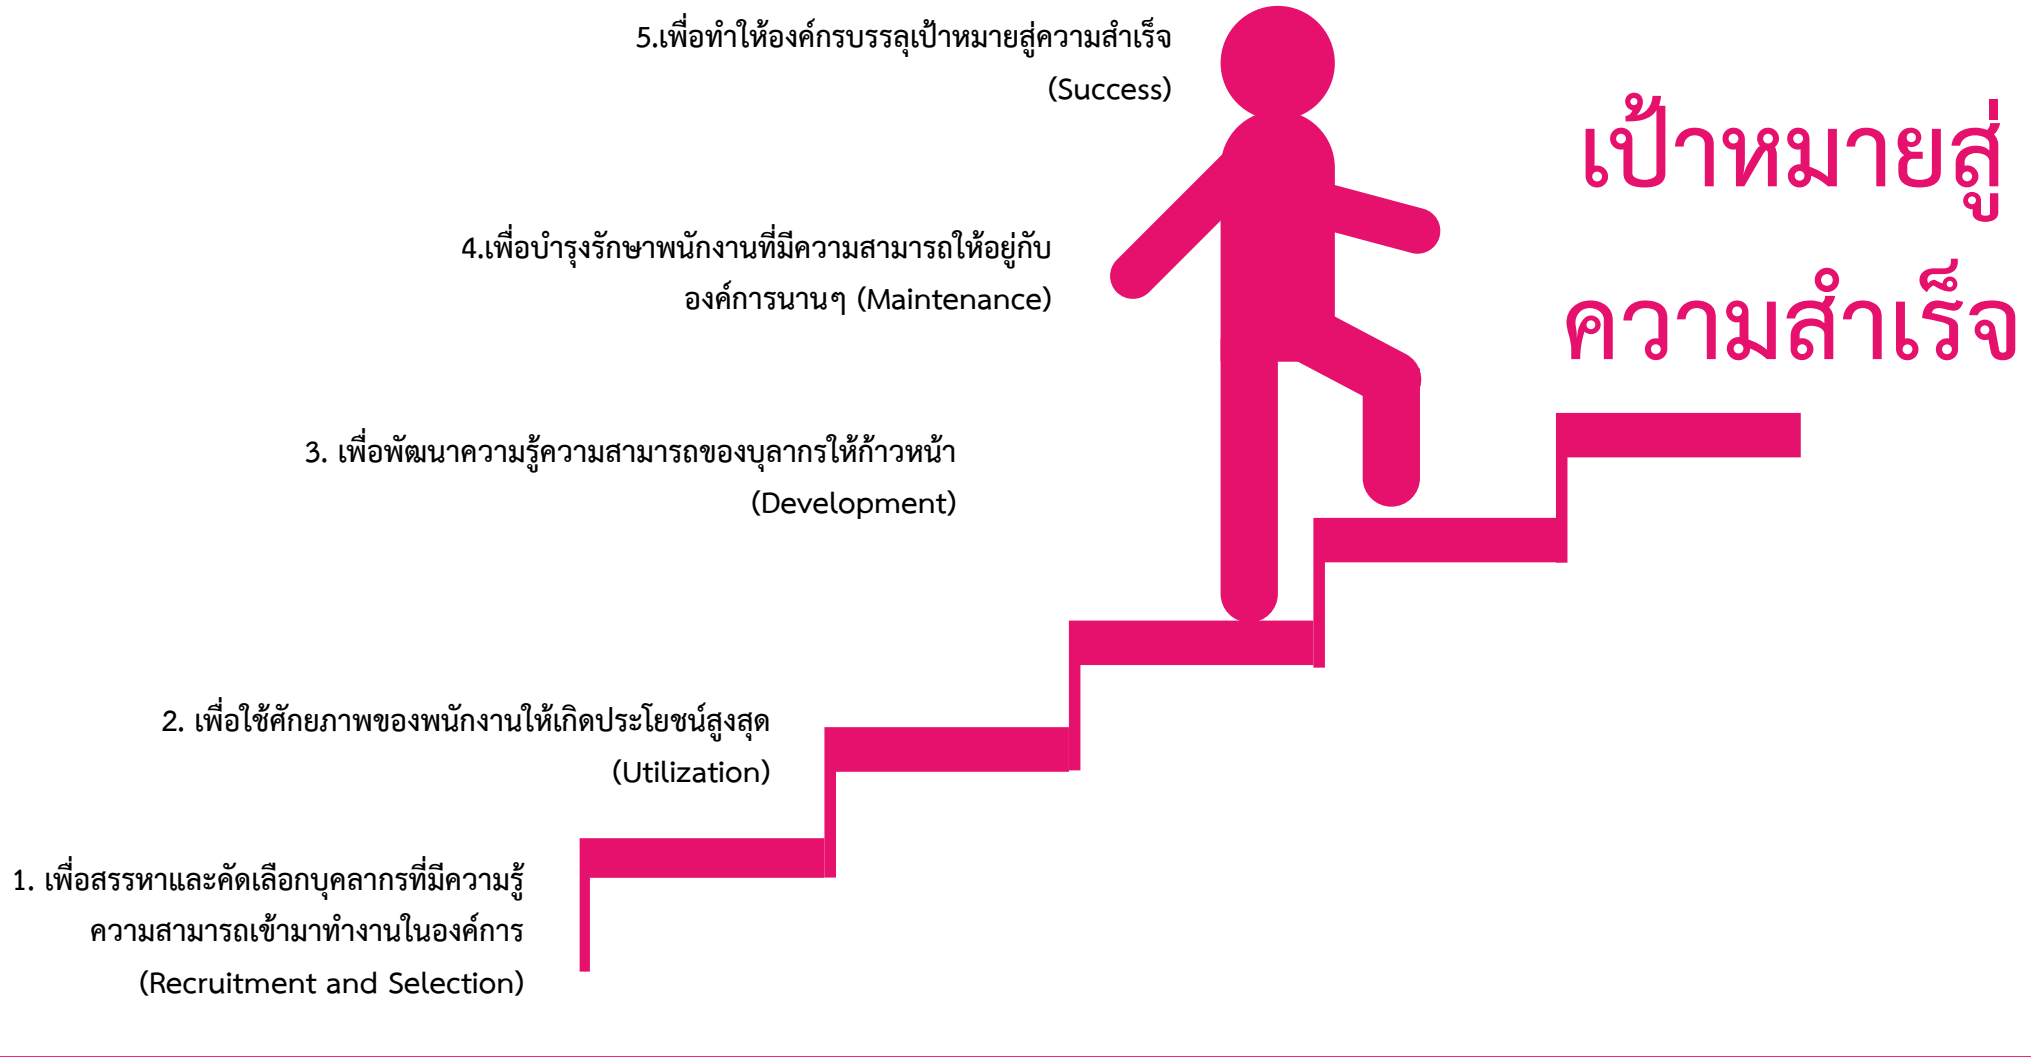 5.เพื่อทำให้องค์กรบรรลุเป้าหมายสู่ความสำเร็จ
(Success)
เป้าหมายสู่
ความสำเร็จ
4.เพื่อบำรุงรักษาพนักงานที่มีความสามารถให้อยู่กับ
องค์การนานๆ (Maintenance)
3. เพื่อพัฒนาความรู้ความสามารถของบุลากรให้ก้าวหน้า
(Development)
2. เพื่อใช้ศักยภาพของพนักงานให้เกิดประโยชน์สูงสุด
(Utilization)
1. เพื่อสรรหาและคัดเลือกบุคลากรที่มีความรู้
ความสามารถเข้ามาทำงานในองค์การ
(Recruitment and Selection)